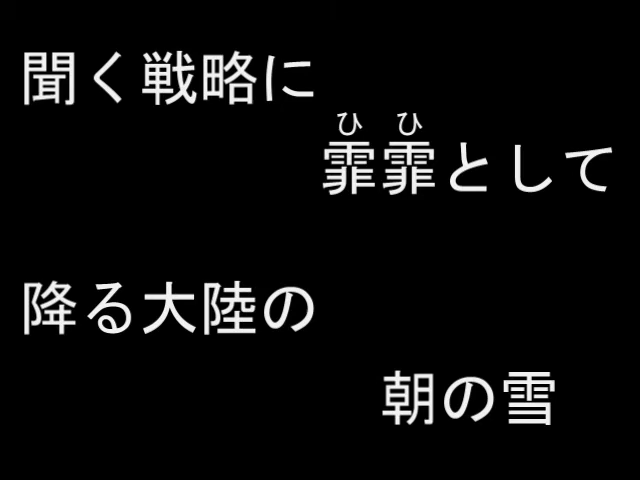 聞く戦略に
ひ ひ
霏霏として
降る大陸の
朝の雪